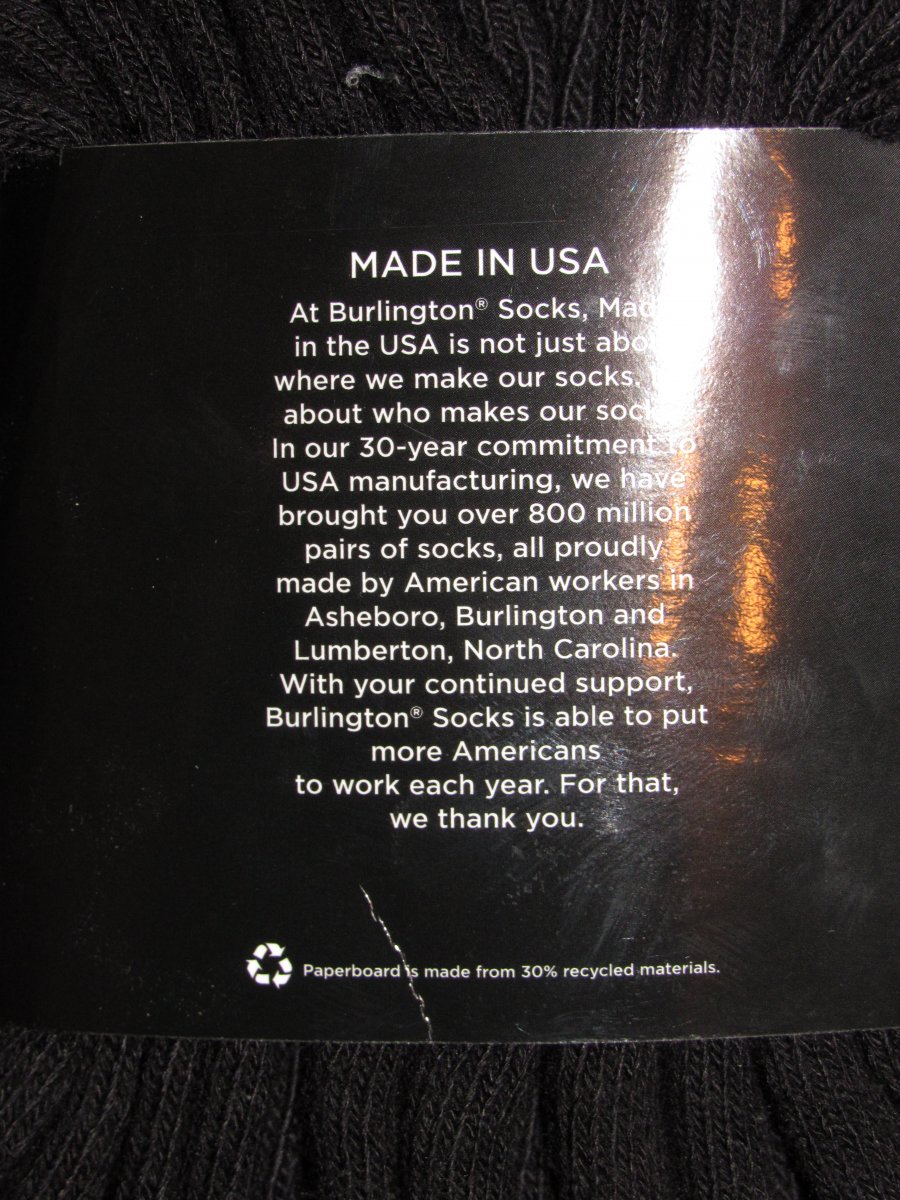 MADE IN USA
At Burlington® Socks, Made
in the USA is not just about
where we make our socks,
about who makes our socks.
In our 30-year commitment to
USA manufacturing, we have
brought you over 800 million
pairs of socks, all proudly
made by American workers in
Asheboro, Burlington and
Lumberton, North Carolina.
With your continued support,
Burlington® Socks is able to put
more Americans
to work each year. For that,
we thank you.
Paperboard is made from 30% recycled materials.